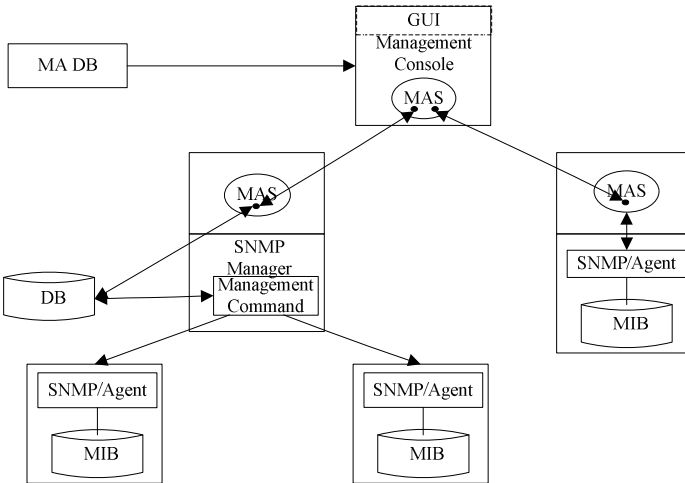 GUI
Management
Console
MAS
MA DB
MAS
MAS
SNMP
Manager
Management
Command
DB
SNMP/Agent
MIB
SNMP/Agent
MIB
SNMP/Agent
MIB